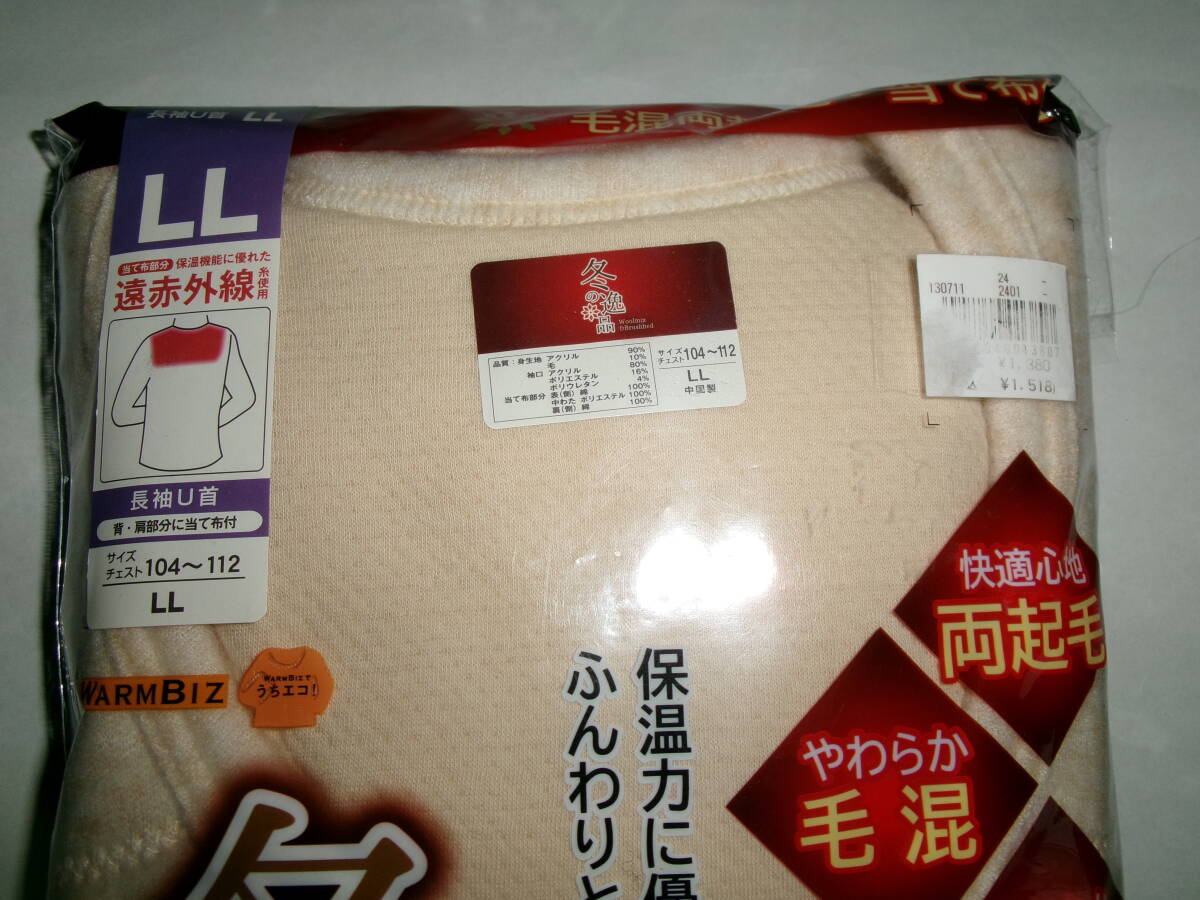 長袖U首 LL
毛混両起
当て布
LL
当て布部分 保温機能に優れた
遠赤外線糸使用
長袖U首
背・肩部分に当て布付
サイズ
チェスト104～112
LL
冬の逸品
Woolmix
&Brushbed
品質：身生地 アクリル 90%
毛 10%
袖口 アクリル 80%
ポリエステル 16%
ポリウレタン 4%
当て布部分 表(側) 綿 100%
中わた ポリエステル 100%
裏(側) 綿 100%
サイズ
チェスト104～112
LL
中国製
24 -
130711 2401 -
¥1,380
¥1,518
WARMBIZ
WARMBIZで
うちエコ!
快適心地
両起毛
やわらか
毛混
保温力に優
ふんわりと
冬